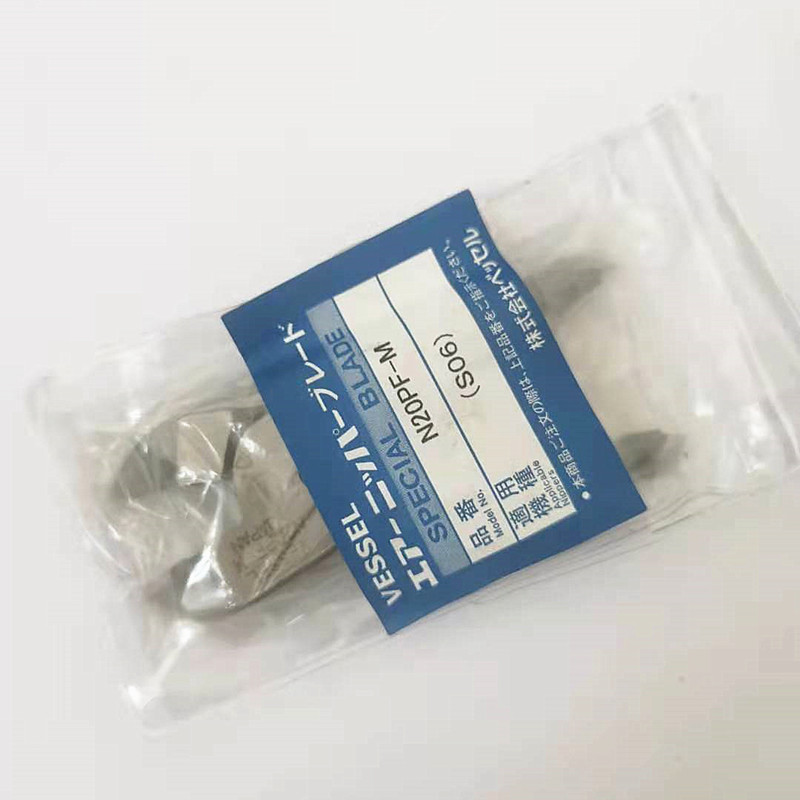 VESSEL
エアーニッパーブレード
SPECIAL BLADE
品番
Model No.
N20PF-M
適用
機種
Applicable
Nippers
(S06)
•本商品ご注文の際は、上記品番をご指示ください。
株式会社ベッセル
JAPAN